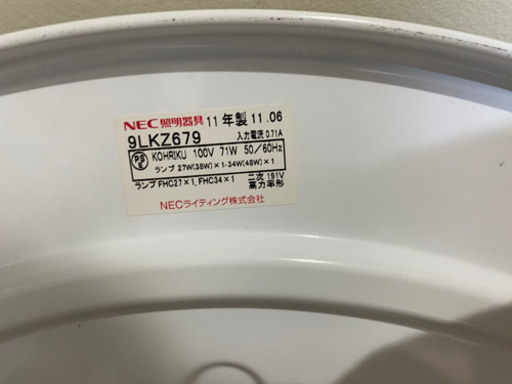 NEC 照明器具 11年製 11.06
9LKZ679 入力電流 0.71A
PSE KOHRIKU 100V 71W 50/60Hz
ランプ 27W(38W)×1・34W(48W)×1
ランプ FHC27×1, FHC34×1 二次 191V
高力率形
NECライティング株式会社